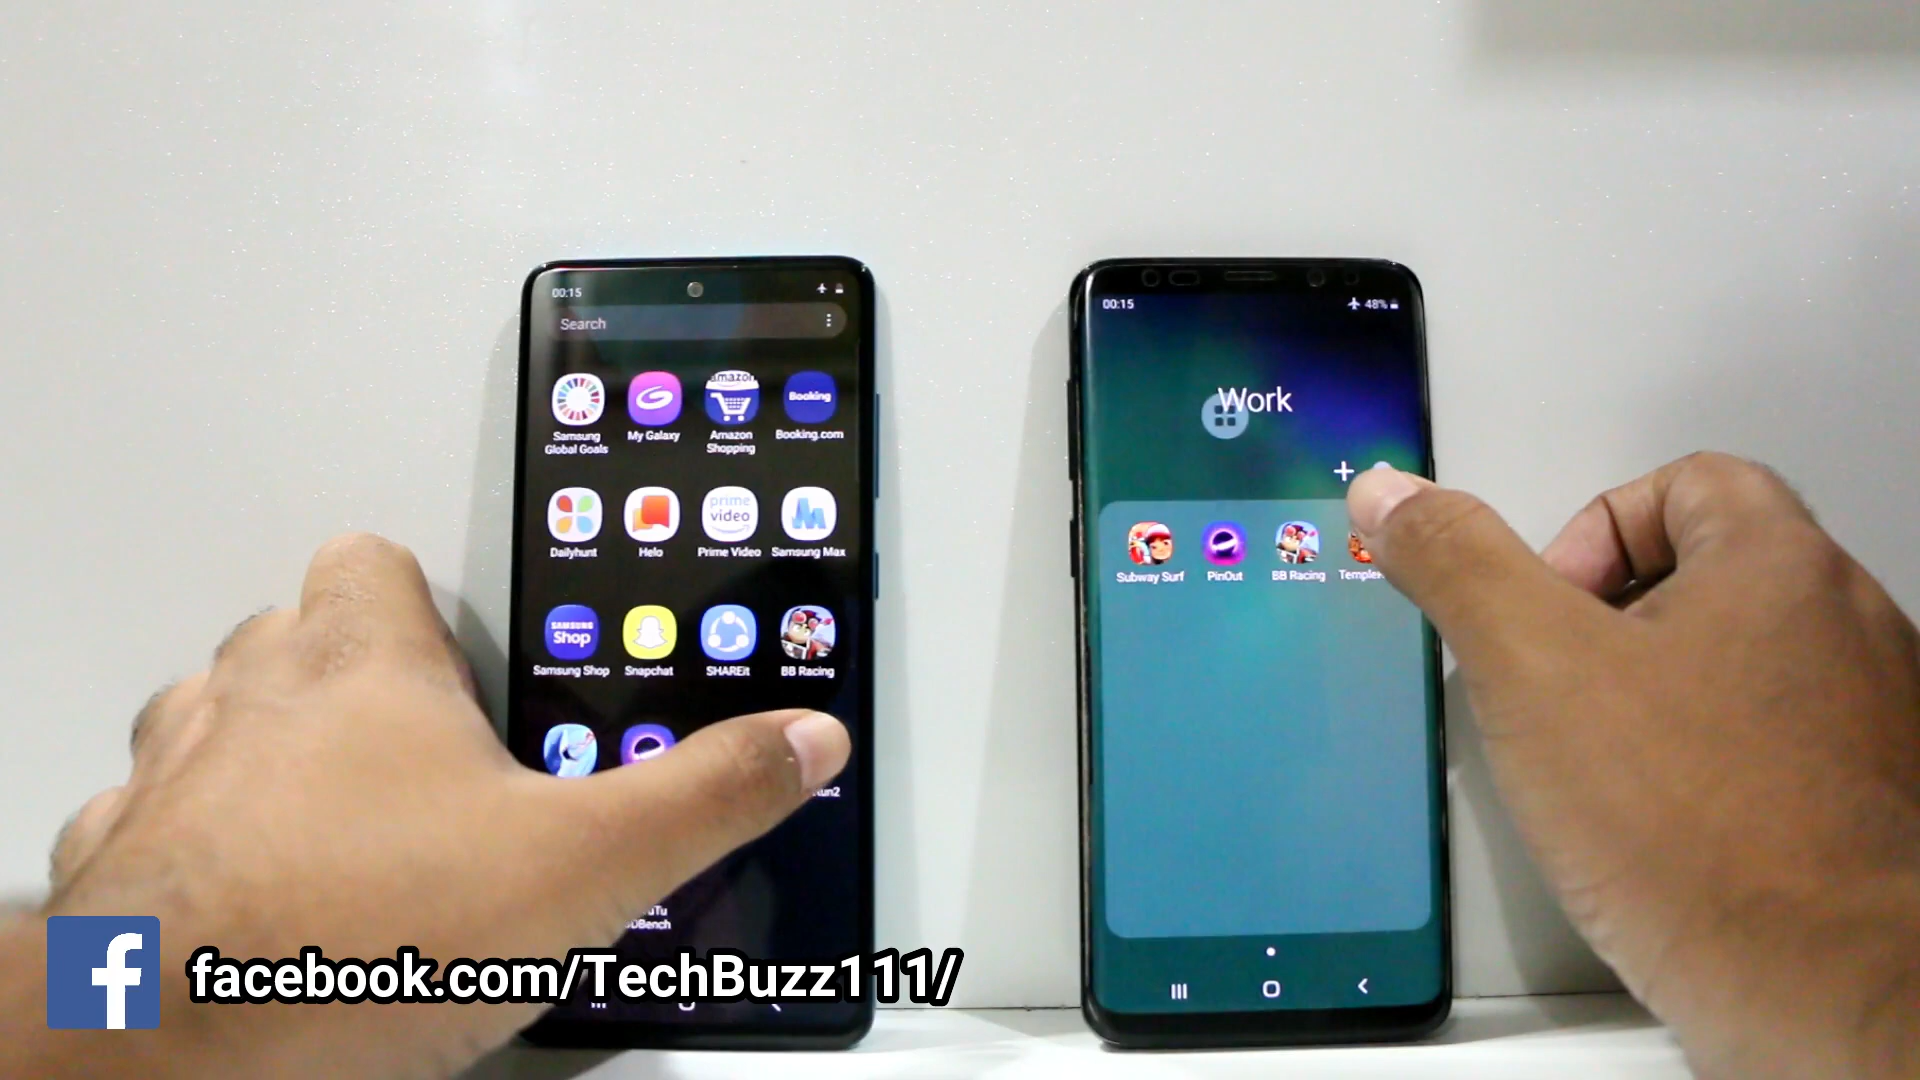 00:15
Search
Samsung Global Goals
My Galaxy
amazon
Amazon Shopping
Booking
Booking.com
Dailyhunt
Helo
prime video
Prime Video
Samsung Max
SAMSUNG Shop
Samsung Shop
Snapchat
SHAREit
BB Racing
00:15
48%
Work
+
Subway Surf
PinOut
BB Racing
Temple
f
facebook.com/TechBuzz111/